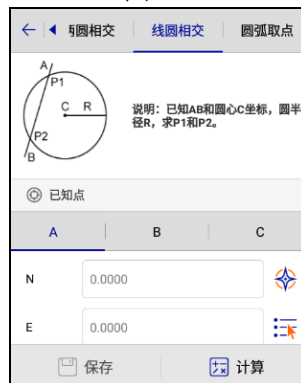 圆相交 线圆相交 圆弧取点
A
P1
C R
P2
B
说明：已知AB和圆心C坐标，圆半
径R，求P1和P2。
已知点
A B C
N 0.0000
E 0.0000
保存 计算